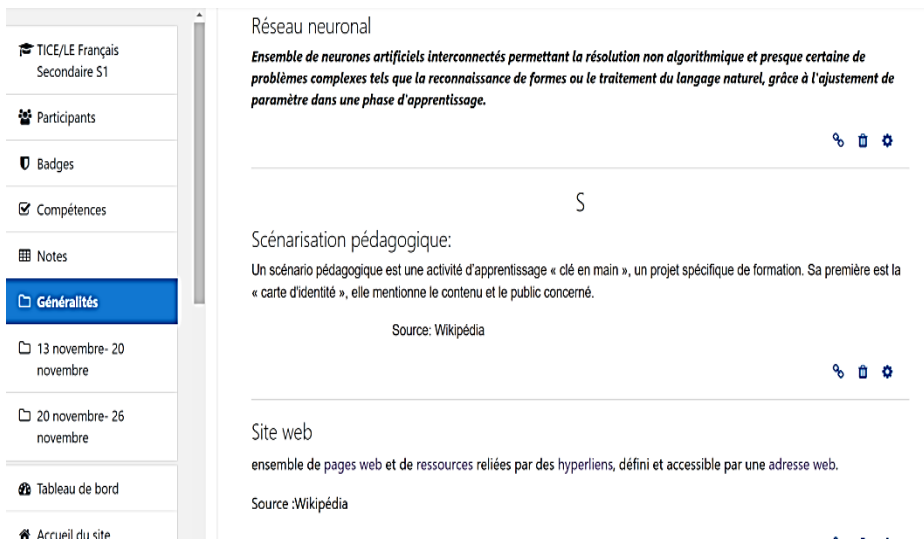 TICE/LE Français
Secondaire S1
Participants
Badges
Compétences
Notes
Généralités
13 novembre- 20
novembre
20 novembre- 26
novembre
Tableau de bord
Accueil du site
Réseau neuronal
Ensemble de neurones artificiels interconnectés permettant la résolution non algorithmique et presque certaine de
problèmes complexes tels que la reconnaissance de formes ou le traitement du langage naturel, grâce à l'ajustement de
paramètre dans une phase d'apprentissage.
S
Scénarisation pédagogique:
Un scénario pédagogique est une activité d'apprentissage « clé en main », un projet spécifique de formation. Sa première est la
« carte d'identité », elle mentionne le contenu et le public concerné.
Source: Wikipédia
Site web
ensemble de pages web et de ressources reliées par des hyperliens, défini et accessible par une adresse web.
Source :Wikipédia